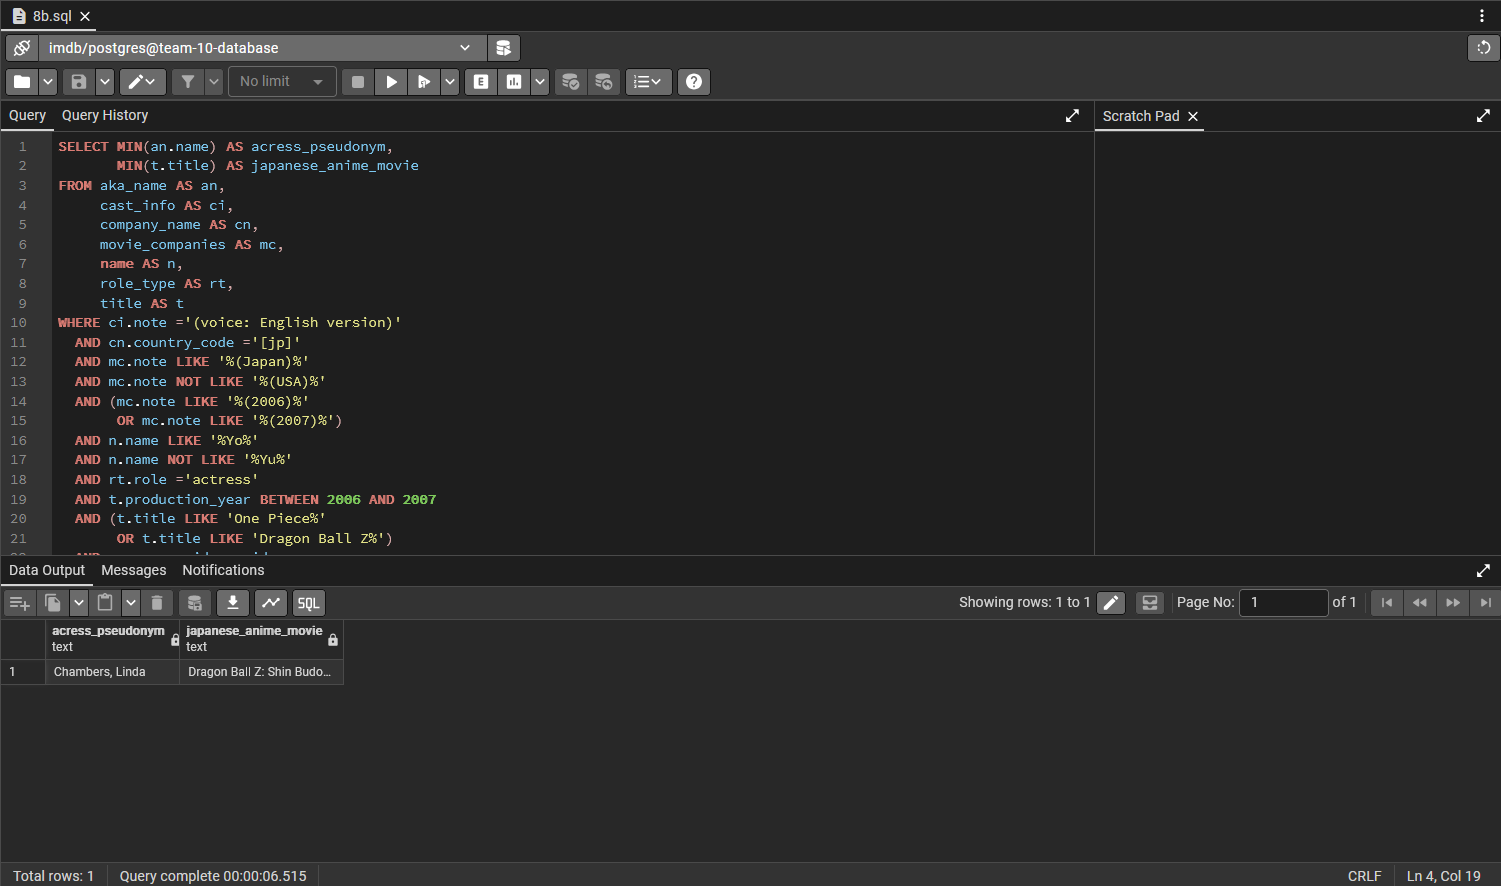 8b.sql
imdb/postgres@team-10-database
No limit
E
Query Query History
Scratch Pad
1 SELECT MIN(an.name) AS acress_pseudonym,
2 MIN(t.title) AS japanese_anime_movie
3 FROM aka_name AS an,
4 cast_info AS ci,
5 company_name AS cn,
6 movie_companies AS mc,
7 name AS n,
8 role_type AS rt,
9 title AS t
10 WHERE ci.note ='(voice: English version)'
11 AND cn.country_code ='[jp]'
12 AND mc.note LIKE '%(Japan)%'
13 AND mc.note NOT LIKE '%(USA)%'
14 AND (mc.note LIKE '%(2006)%'
15 OR mc.note LIKE '%(2007)%')
16 AND n.name LIKE '%Yo%'
17 AND n.name NOT LIKE '%Yu%'
18 AND rt.role ='actress'
19 AND t.production_year BETWEEN 2006 AND 2007
20 AND (t.title LIKE 'One Piece%'
21 OR t.title LIKE 'Dragon Ball Z%')
Data Output Messages Notifications
SQL
Showing rows: 1 to 1
Page No: 1 of 1
acress_pseudonym japanese_anime_movie
text text
1 Chambers, Linda Dragon Ball Z: Shin Budo...
Total rows: 1 Query complete 00:00:06.515 CRLF Ln 4, Col 19